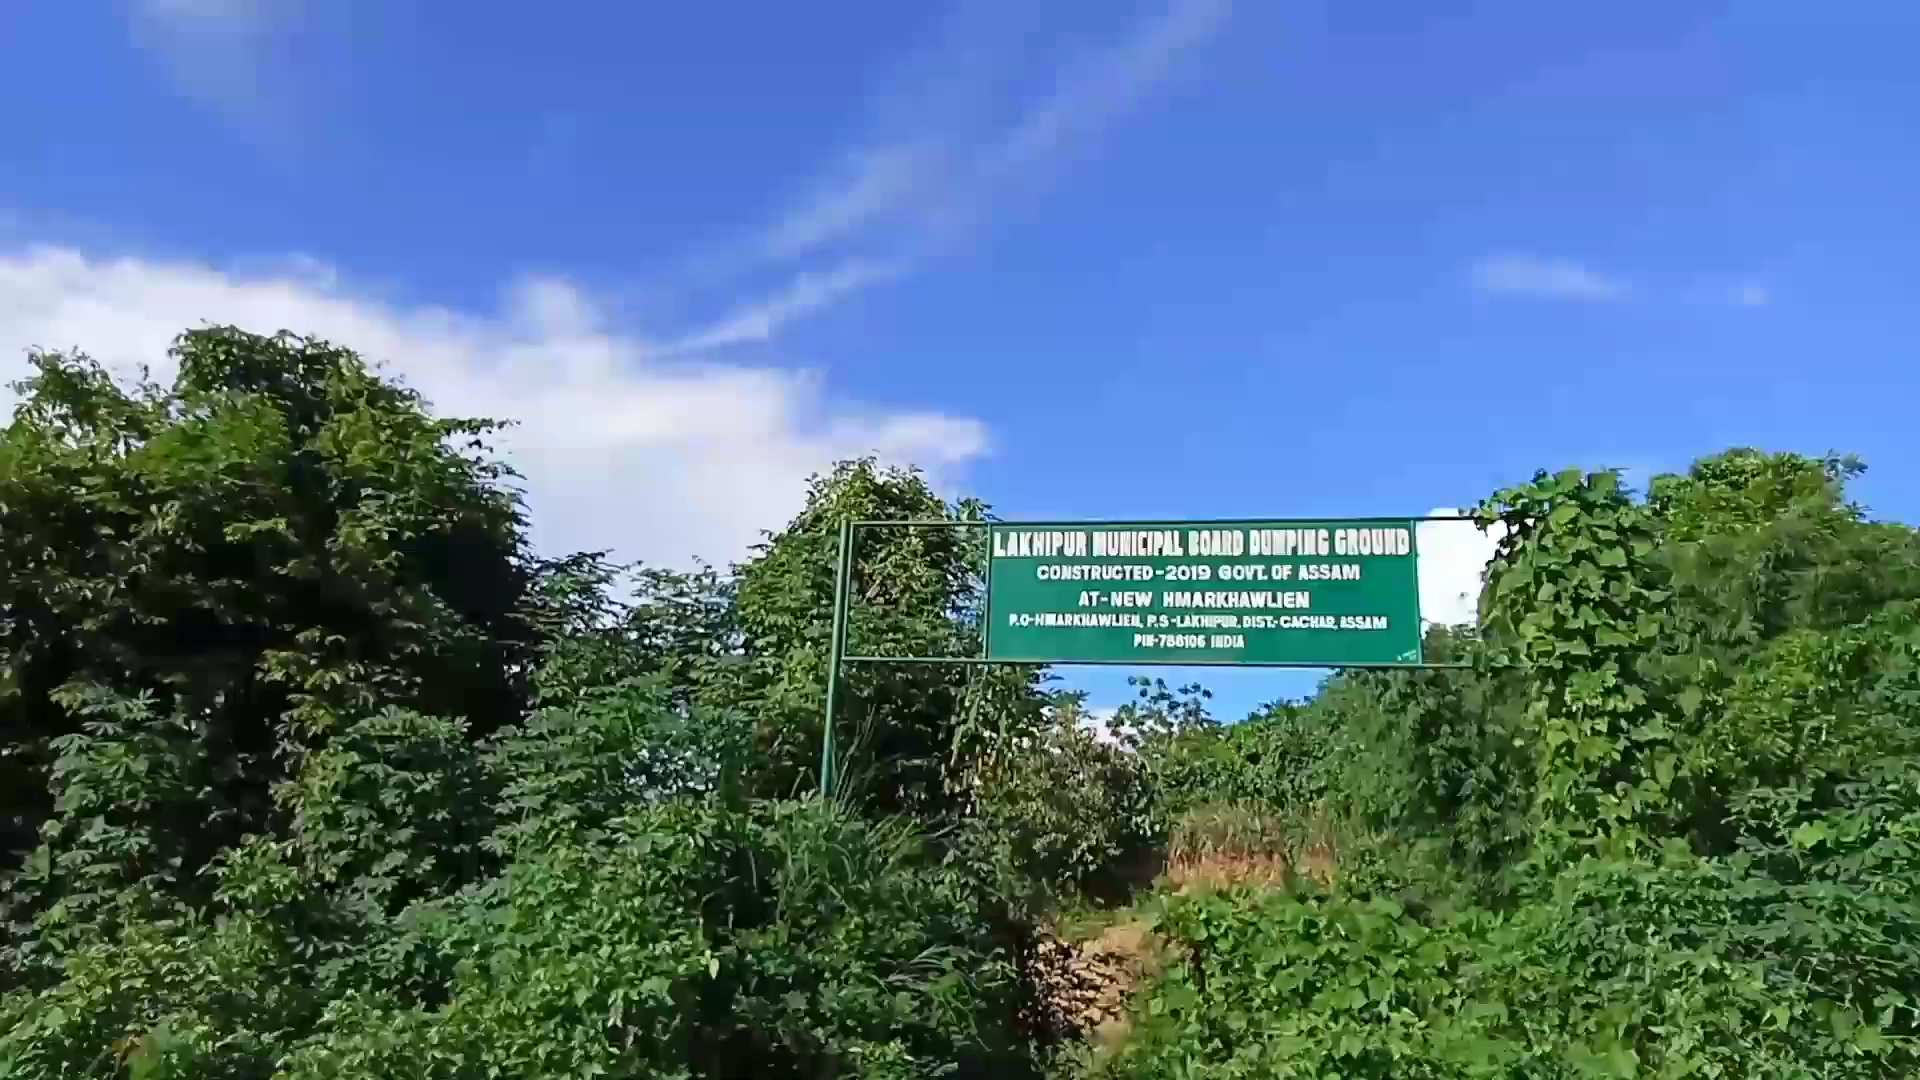 LAKHIPUR MUNICIPAL BOARD DUMPING GROUND
CONSTRUCTED-2019 GOVT. OF ASSAM
AT-NEW HMARKHAWLIEN
P.O-HMARKHAWLIEN, P.S-LAKHIPUR, DIST.-CACHAR, ASSAM
PIN-788106 INDIA